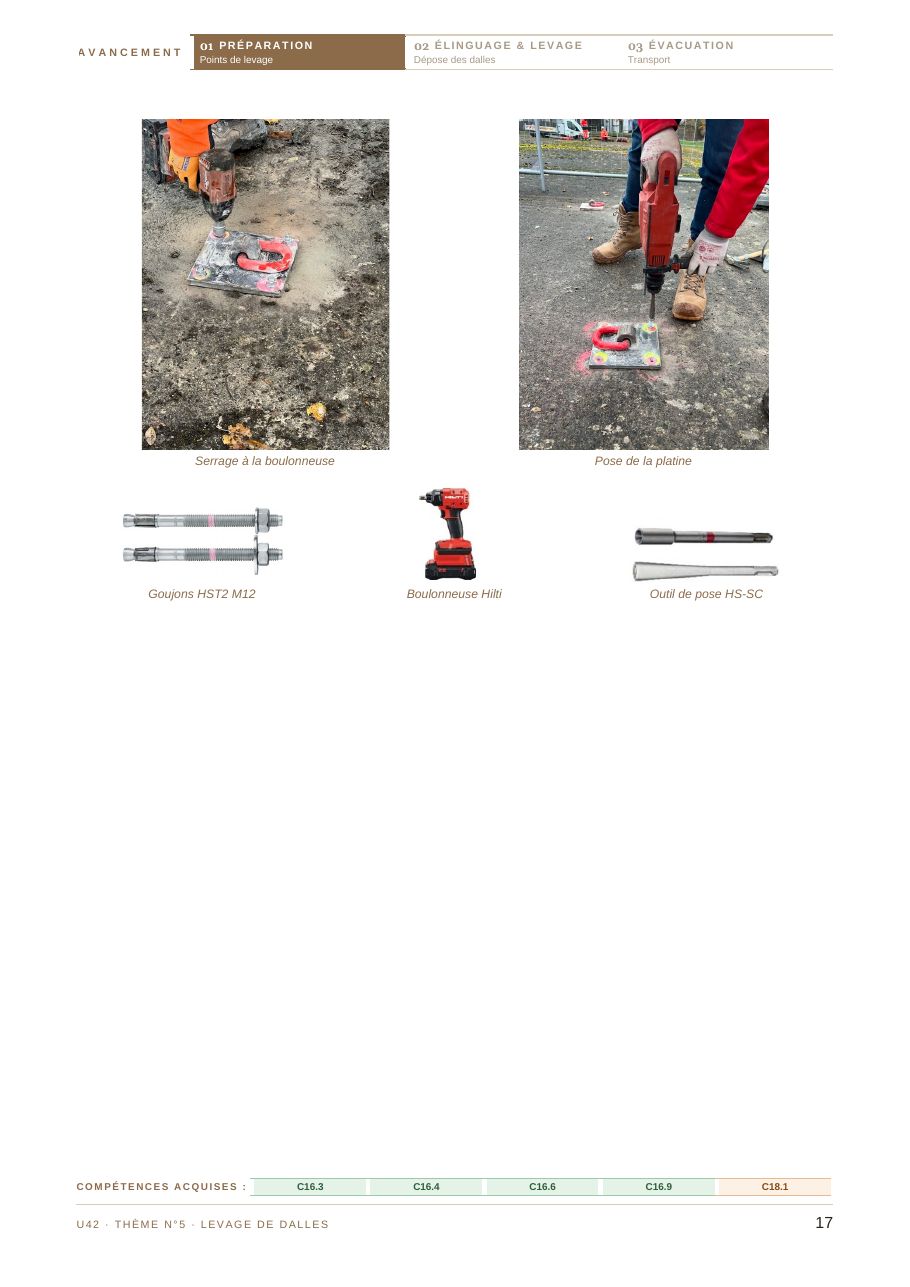 AVANCEMENT
01 PRÉPARATION
Points de levage
02 ÉLINGUAGE & LEVAGE
Dépose des dalles
03 ÉVACUATION
Transport
Serrage à la boulonneuse
Pose de la platine
HILTI
Goujons HST2 M12
Boulonneuse Hilti
Outil de pose HS-SC
COMPÉTENCES ACQUISES :
C16.3
C16.4
C16.6
C16.9
C18.1
U42 · THÈME N°5 · LEVAGE DE DALLES
17